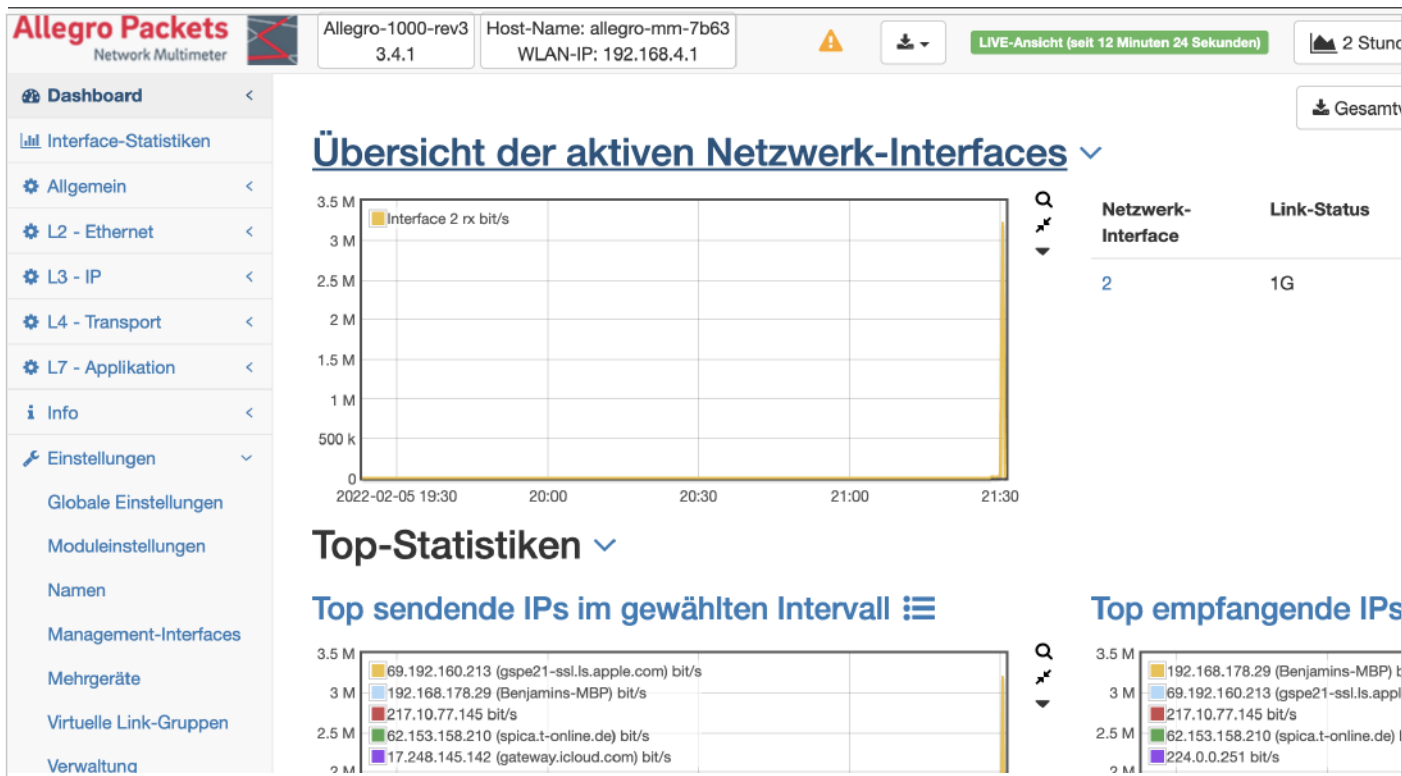 Allegro Packets
Network Multimeter
Allegro-1000-rev3
3.4.1
Host-Name: allegro-mm-7b63
WLAN-IP: 192.168.4.1
LIVE-Ansicht (seit 12 Minuten 24 Sekunden)
2 Stund
Dashboard
Interface-Statistiken
Allgemein
L2 - Ethernet
L3 - IP
L4 - Transport
L7 - Applikation
Info
Einstellungen
Globale Einstellungen
Moduleinstellungen
Namen
Management-Interfaces
Mehrgeräte
Virtuelle Link-Gruppen
Verwaltung
Gesamtv
Übersicht der aktiven Netzwerk-Interfaces
3.5 M
Interface 2 rx bit/s
3 M
2.5 M
2 M
1.5 M
1 M
500 k
0
2022-02-05 19:30 20:00 20:30 21:00 21:30
Netzwerk-Interface Link-Status
2 1G
Top-Statistiken
Top sendende IPs im gewählten Intervall
3.5 M
69.192.160.213 (gspe21-ssl.ls.apple.com) bit/s
3 M
192.168.178.29 (Benjamins-MBP) bit/s
217.10.77.145 bit/s
2.5 M
62.153.158.210 (spica.t-online.de) bit/s
17.248.145.142 (gateway.icloud.com) bit/s
2 M
Top empfangende IPs
3.5 M
192.168.178.29 (Benjamins-MBP) b
3 M
69.192.160.213 (gspe21-ssl.ls.appl
217.10.77.145 bit/s
2.5 M
62.153.158.210 (spica.t-online.de)
224.0.0.251 bit/s
2 M